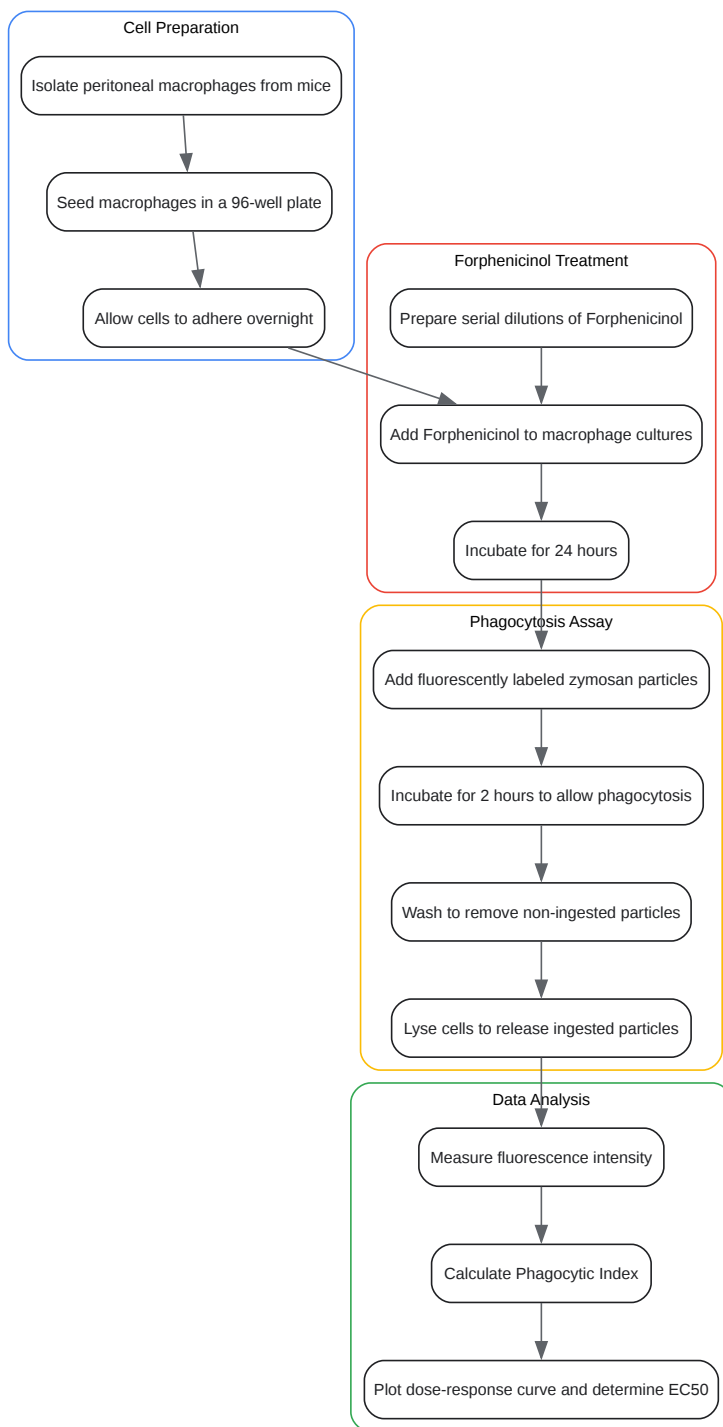 Cell Preparation
Isolate peritoneal macrophages from mice
Seed macrophages in a 96-well plate
Allow cells to adhere overnight
Forphenicinol Treatment
Prepare serial dilutions of Forphenicinol
Add Forphenicinol to macrophage cultures
Incubate for 24 hours
Phagocytosis Assay
Add fluorescently labeled zymosan particles
Incubate for 2 hours to allow phagocytosis
Wash to remove non-ingested particles
Lyse cells to release ingested particles
Data Analysis
Measure fluorescence intensity
Calculate Phagocytic Index
Plot dose-response curve and determine EC50